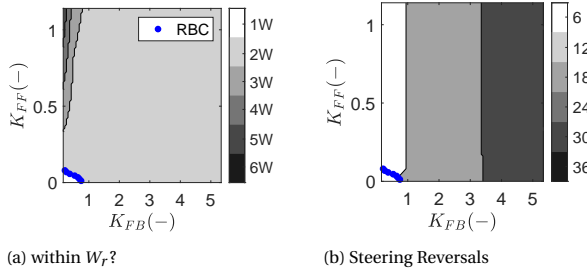 RBC
1
0.5
0
K_FF(−)
1 2 3 4 5
K_FB(−)
1W
2W
3W
4W
5W
6W
(a) within W_r?
1
0.5
0
K_FF(−)
1 2 3 4 5
K_FB(−)
6
12
18
24
30
36
(b) Steering Reversals